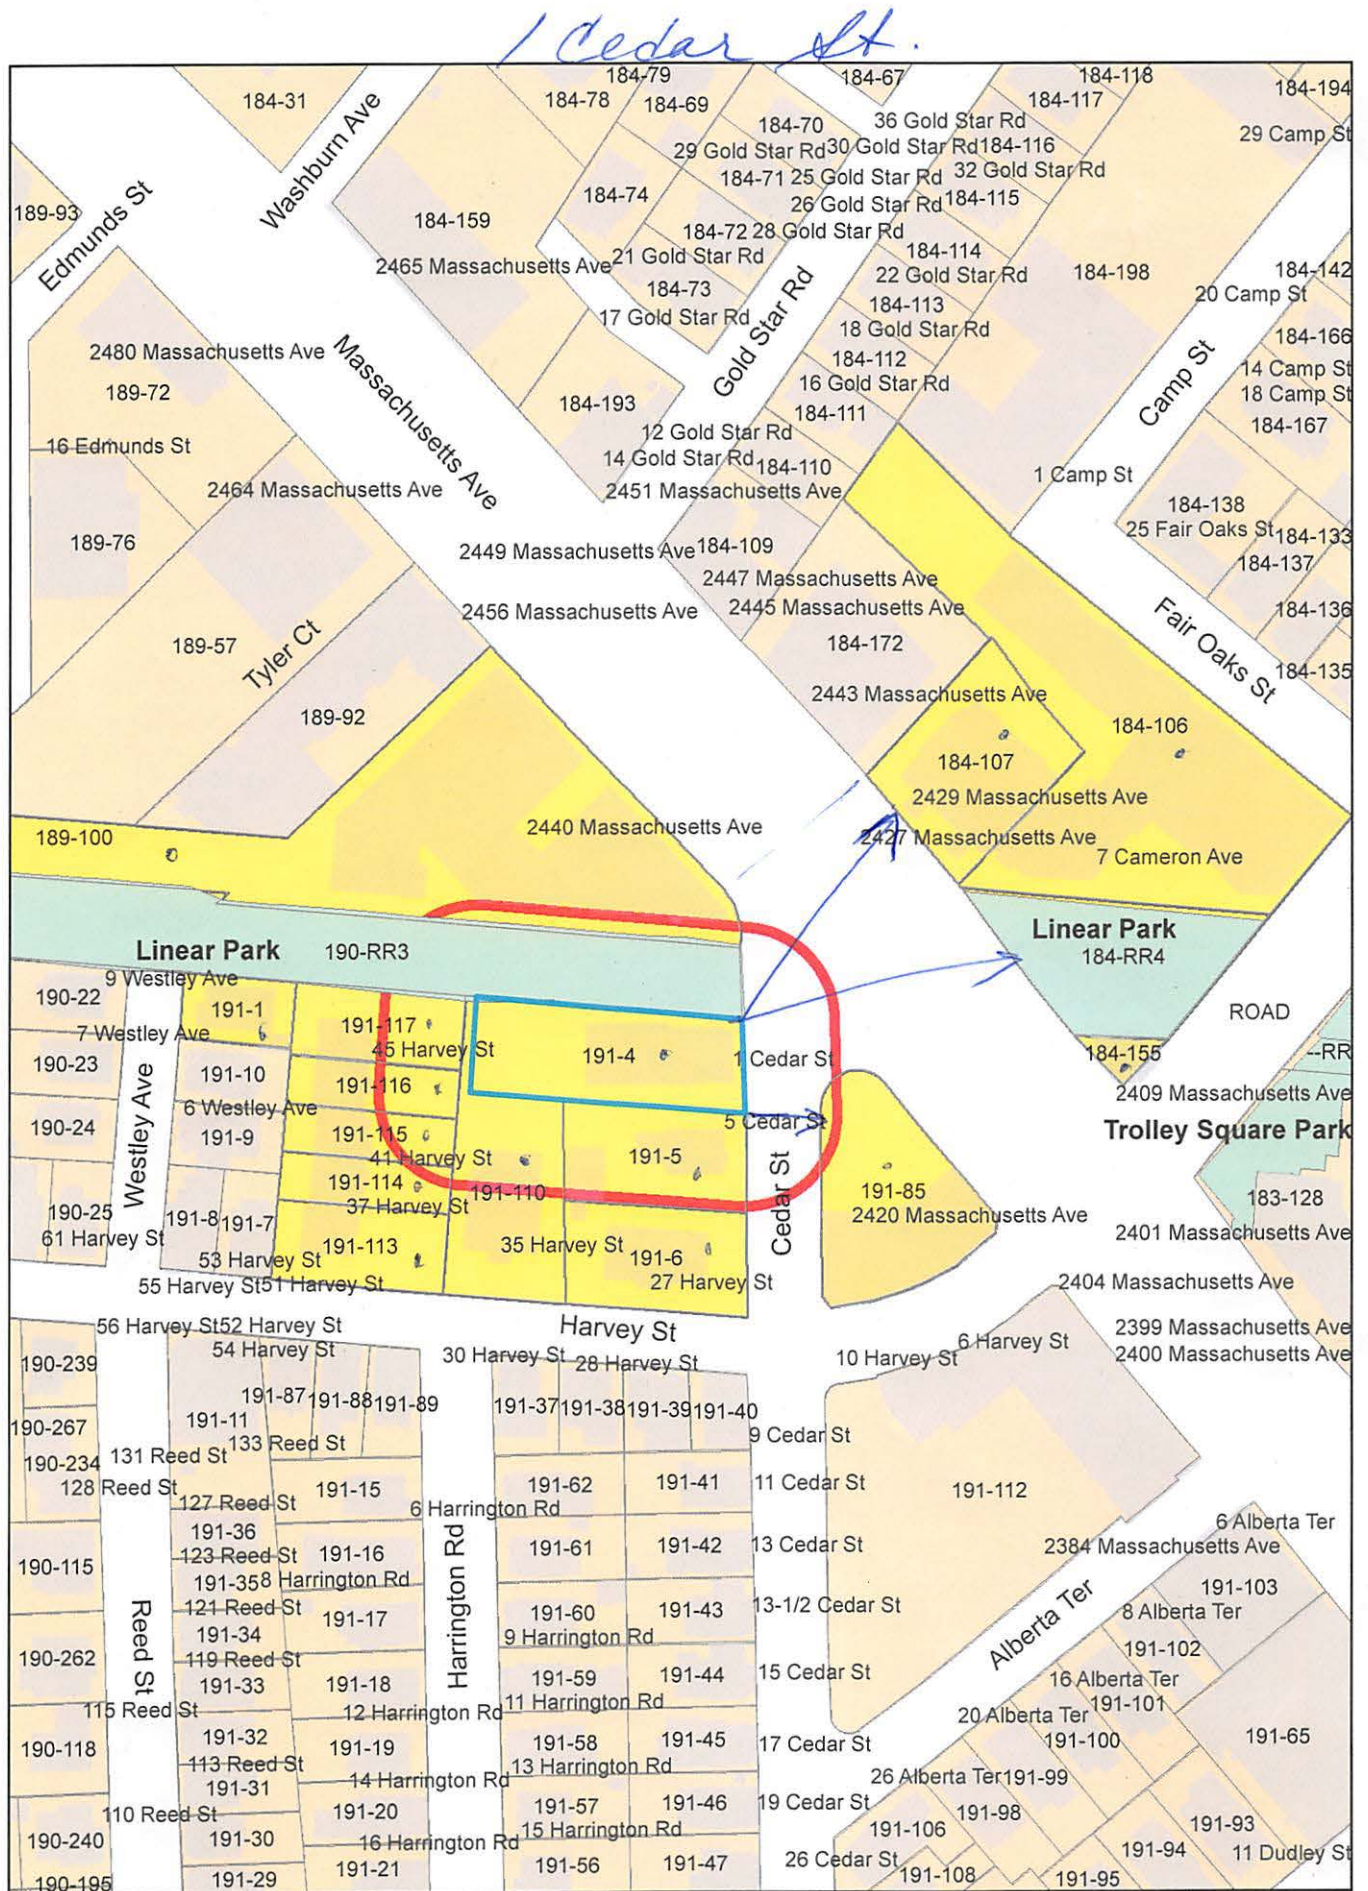 1 Cedar St.
184-79
184-67
184-118
184-31
184-78
184-69
184-117
184-194
Washburn Ave
184-70
36 Gold Star Rd
29 Camp St
29 Gold Star Rd
30 Gold Star Rd
184-116
184-71
25 Gold Star Rd
32 Gold Star Rd
184-74
26 Gold Star Rd
184-115
189-93
Edmunds St
184-159
184-72
28 Gold Star Rd
21 Gold Star Rd
184-114
2465 Massachusetts Ave
22 Gold Star Rd
184-198
184-142
184-73
20 Camp St
184-113
17 Gold Star Rd
18 Gold Star Rd
Gold Star Rd
184-166
2480 Massachusetts Ave
Massachusetts Ave
184-112
14 Camp St
189-72
16 Gold Star Rd
Camp St
18 Camp St
184-193
184-111
184-167
12 Gold Star Rd
16 Edmunds St
14 Gold Star Rd
184-110
1 Camp St
2464 Massachusetts Ave
2451 Massachusetts Ave
184-138
25 Fair Oaks St
184-133
189-76
2449 Massachusetts Ave
184-109
184-137
2447 Massachusetts Ave
2456 Massachusetts Ave
2445 Massachusetts Ave
184-136
Fair Oaks St
189-57
Tyler Ct
184-172
184-135
2443 Massachusetts Ave
189-92
184-106
184-107
2429 Massachusetts Ave
2440 Massachusetts Ave
189-100
2427 Massachusetts Ave
7 Cameron Ave
Linear Park
190-RR3
Linear Park
184-RR4
9 Westley Ave
190-22
191-1
ROAD
191-117
7 Westley Ave
45 Harvey St
191-4
1 Cedar St
184-155
--RR
190-23
191-10
191-116
2409 Massachusetts Ave
Westley Ave
6 Westley Ave
5 Cedar St
190-24
191-9
191-115
Trolley Square Park
41 Harvey St
191-5
191-114
191-110
191-85
183-128
37 Harvey St
Cedar St
190-25
191-8
191-7
2420 Massachusetts Ave
61 Harvey St
2401 Massachusetts Ave
53 Harvey St
191-113
35 Harvey St
191-6
55 Harvey St
51 Harvey St
27 Harvey St
2404 Massachusetts Ave
56 Harvey St
52 Harvey St
Harvey St
2399 Massachusetts Ave
54 Harvey St
30 Harvey St
28 Harvey St
10 Harvey St
6 Harvey St
2400 Massachusetts Ave
190-239
191-87
191-88
191-89
191-37
191-38
191-39
191-40
190-267
191-11
9 Cedar St
133 Reed St
190-234
131 Reed St
128 Reed St
191-15
191-62
191-41
11 Cedar St
191-112
127 Reed St
6 Harrington Rd
6 Alberta Ter
191-36
123 Reed St
191-16
191-61
191-42
13 Cedar St
2384 Massachusetts Ave
190-115
191-35
8 Harrington Rd
191-103
121 Reed St
191-17
191-60
191-43
13-1/2 Cedar St
8 Alberta Ter
191-34
9 Harrington Rd
Alberta Ter
191-102
Reed St
Harrington Rd
190-262
119 Reed St
191-33
191-18
191-59
191-44
15 Cedar St
16 Alberta Ter
115 Reed St
12 Harrington Rd
11 Harrington Rd
191-101
20 Alberta Ter
191-32
191-19
191-58
191-45
17 Cedar St
191-100
191-65
190-118
113 Reed St
13 Harrington Rd
191-31
14 Harrington Rd
26 Alberta Ter
191-99
110 Reed St
191-20
191-57
191-46
19 Cedar St
191-98
15 Harrington Rd
190-240
191-30
16 Harrington Rd
191-106
191-93
191-94
11 Dudley St
191-21
191-56
191-47
26 Cedar St
190-195
191-29
191-108
191-95